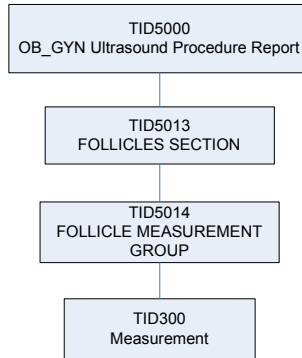 TID5000
OB_GYN Ultrasound Procedure Report
TID5013
FOLLICLES SECTION
TID5014
FOLLICLE MEASUREMENT
GROUP
TID300
Measurement